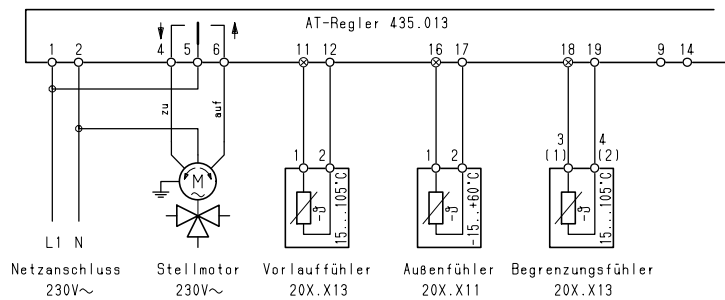 AT-Regler 435.013
1 2 4 5 6 11 12 16 17 18 19 9 14
zu auf
3 4
(1) (2)
1 2 1 2
M
-ϑ 15...105°C
-ϑ -15...+60°C
-ϑ 15...105°C
L1 N
Netzanschluss Stellmotor Vorlauffühler Außenfühler Begrenzungsfühler
230V~ 230V~ 20X.X13 20X.X11 20X.X13